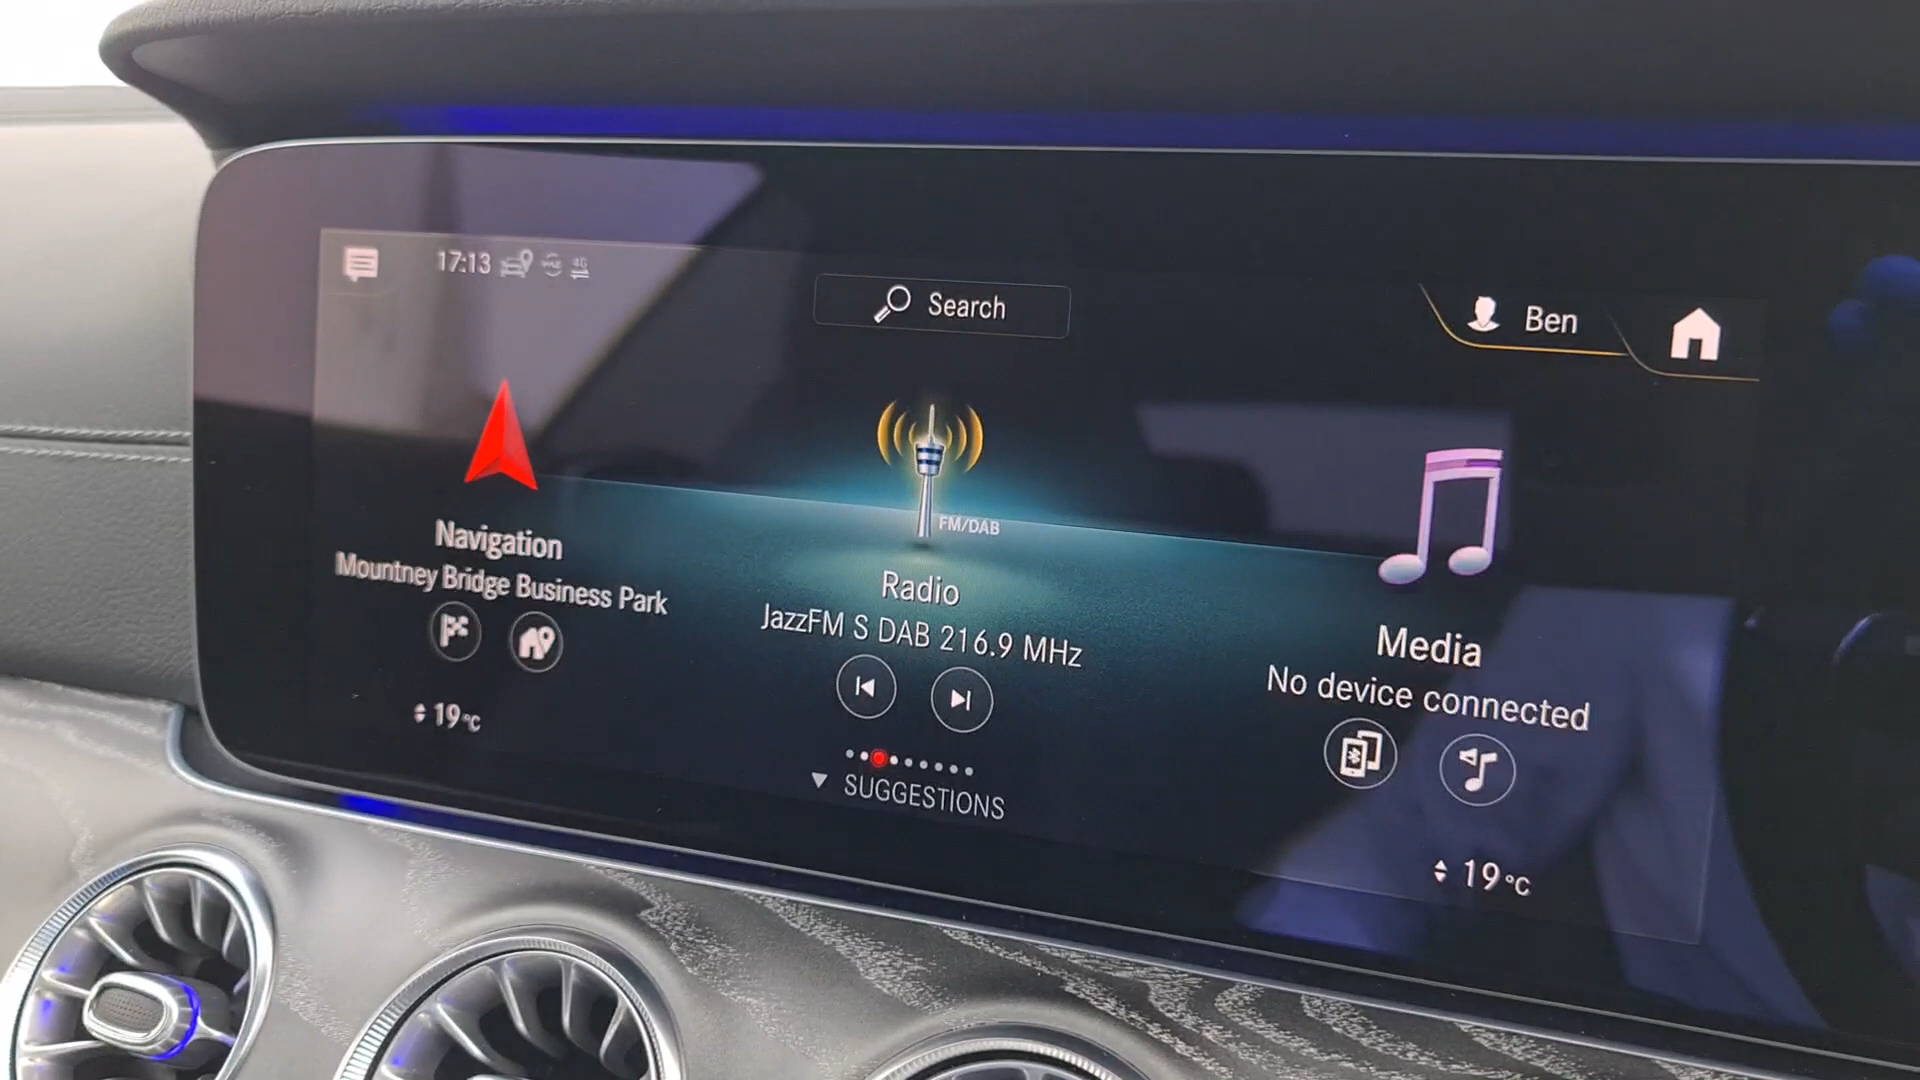 17:13
4G
Search
Ben
FM/DAB
Navigation
Mountney Bridge Business Park
Radio
JazzFM S DAB 216.9 MHz
Media
No device connected
19°C
SUGGESTIONS
19°C